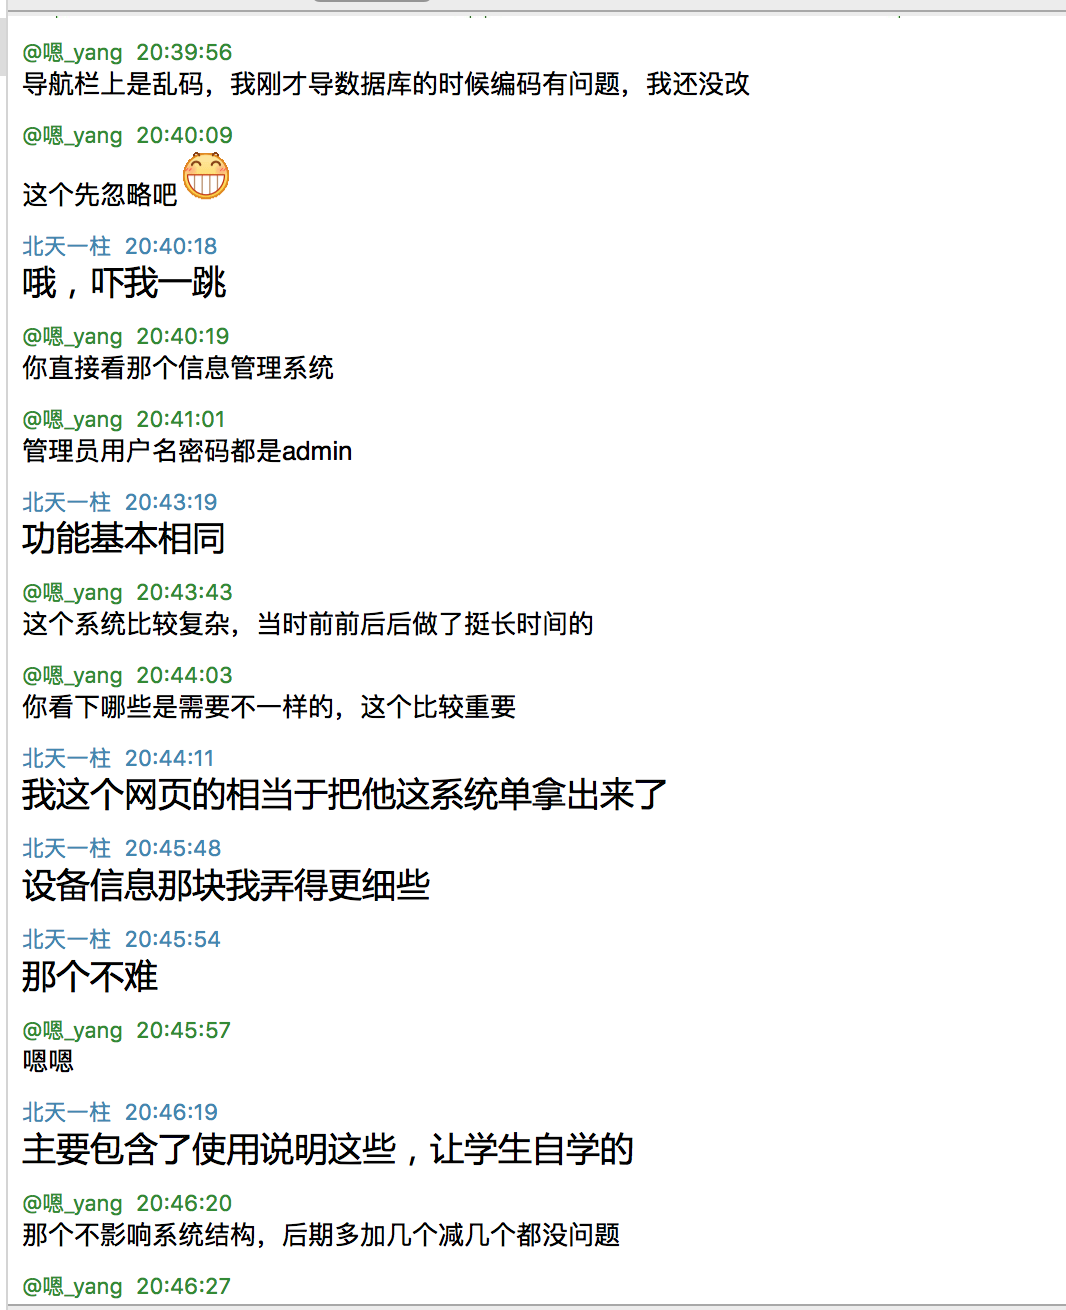 @嗯_yang 20:39:56
导航栏上是乱码，我刚才导数据库的时候编码有问题，我还没改
@嗯_yang 20:40:09
这个先忽略吧
北天一柱 20:40:18
哦，吓我一跳
@嗯_yang 20:40:19
你直接看那个信息管理系统
@嗯_yang 20:41:01
管理员用户名密码都是admin
北天一柱 20:43:19
功能基本相同
@嗯_yang 20:43:43
这个系统比较复杂，当时前前后后做了挺长时间的
@嗯_yang 20:44:03
你看下哪些是需要不一样的，这个比较重要
北天一柱 20:44:11
我这个网页的相当于把他这系统单拿出来了
北天一柱 20:45:48
设备信息那块我弄得更细些
北天一柱 20:45:54
那个不难
@嗯_yang 20:45:57
嗯嗯
北天一柱 20:46:19
主要包含了使用说明这些，让学生自学的
@嗯_yang 20:46:20
那个不影响系统结构，后期多加几个减几个都没问题
@嗯_yang 20:46:27